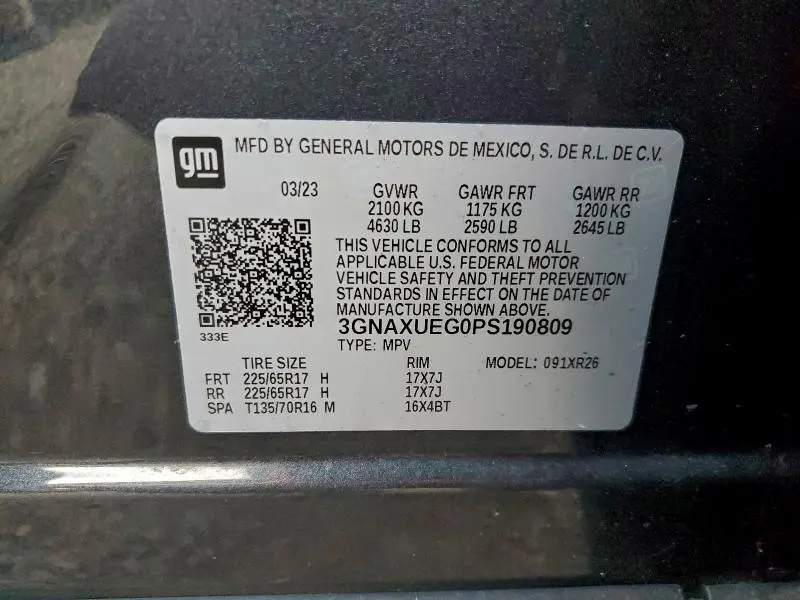 gm MFD BY GENERAL MOTORS DE MEXICO, S. DE R.L. DE C.V.
03/23 GVWR GAWR FRT GAWR RR
2100 KG 1175 KG 1200 KG
4630 LB 2590 LB 2645 LB
THIS VEHICLE CONFORMS TO ALL
APPLICABLE U.S. FEDERAL MOTOR
VEHICLE SAFETY AND THEFT PREVENTION
STANDARDS IN EFFECT ON THE DATE OF
MANUFACTURE SHOWN ABOVE.
3GNAXUEG0PS190809
333E
TYPE: MPV
TIRE SIZE RIM MODEL: 091XR26
FRT 225/65R17 H 17X7J
RR 225/65R17 H 17X7J
SPA T135/70R16 M 16X4BT